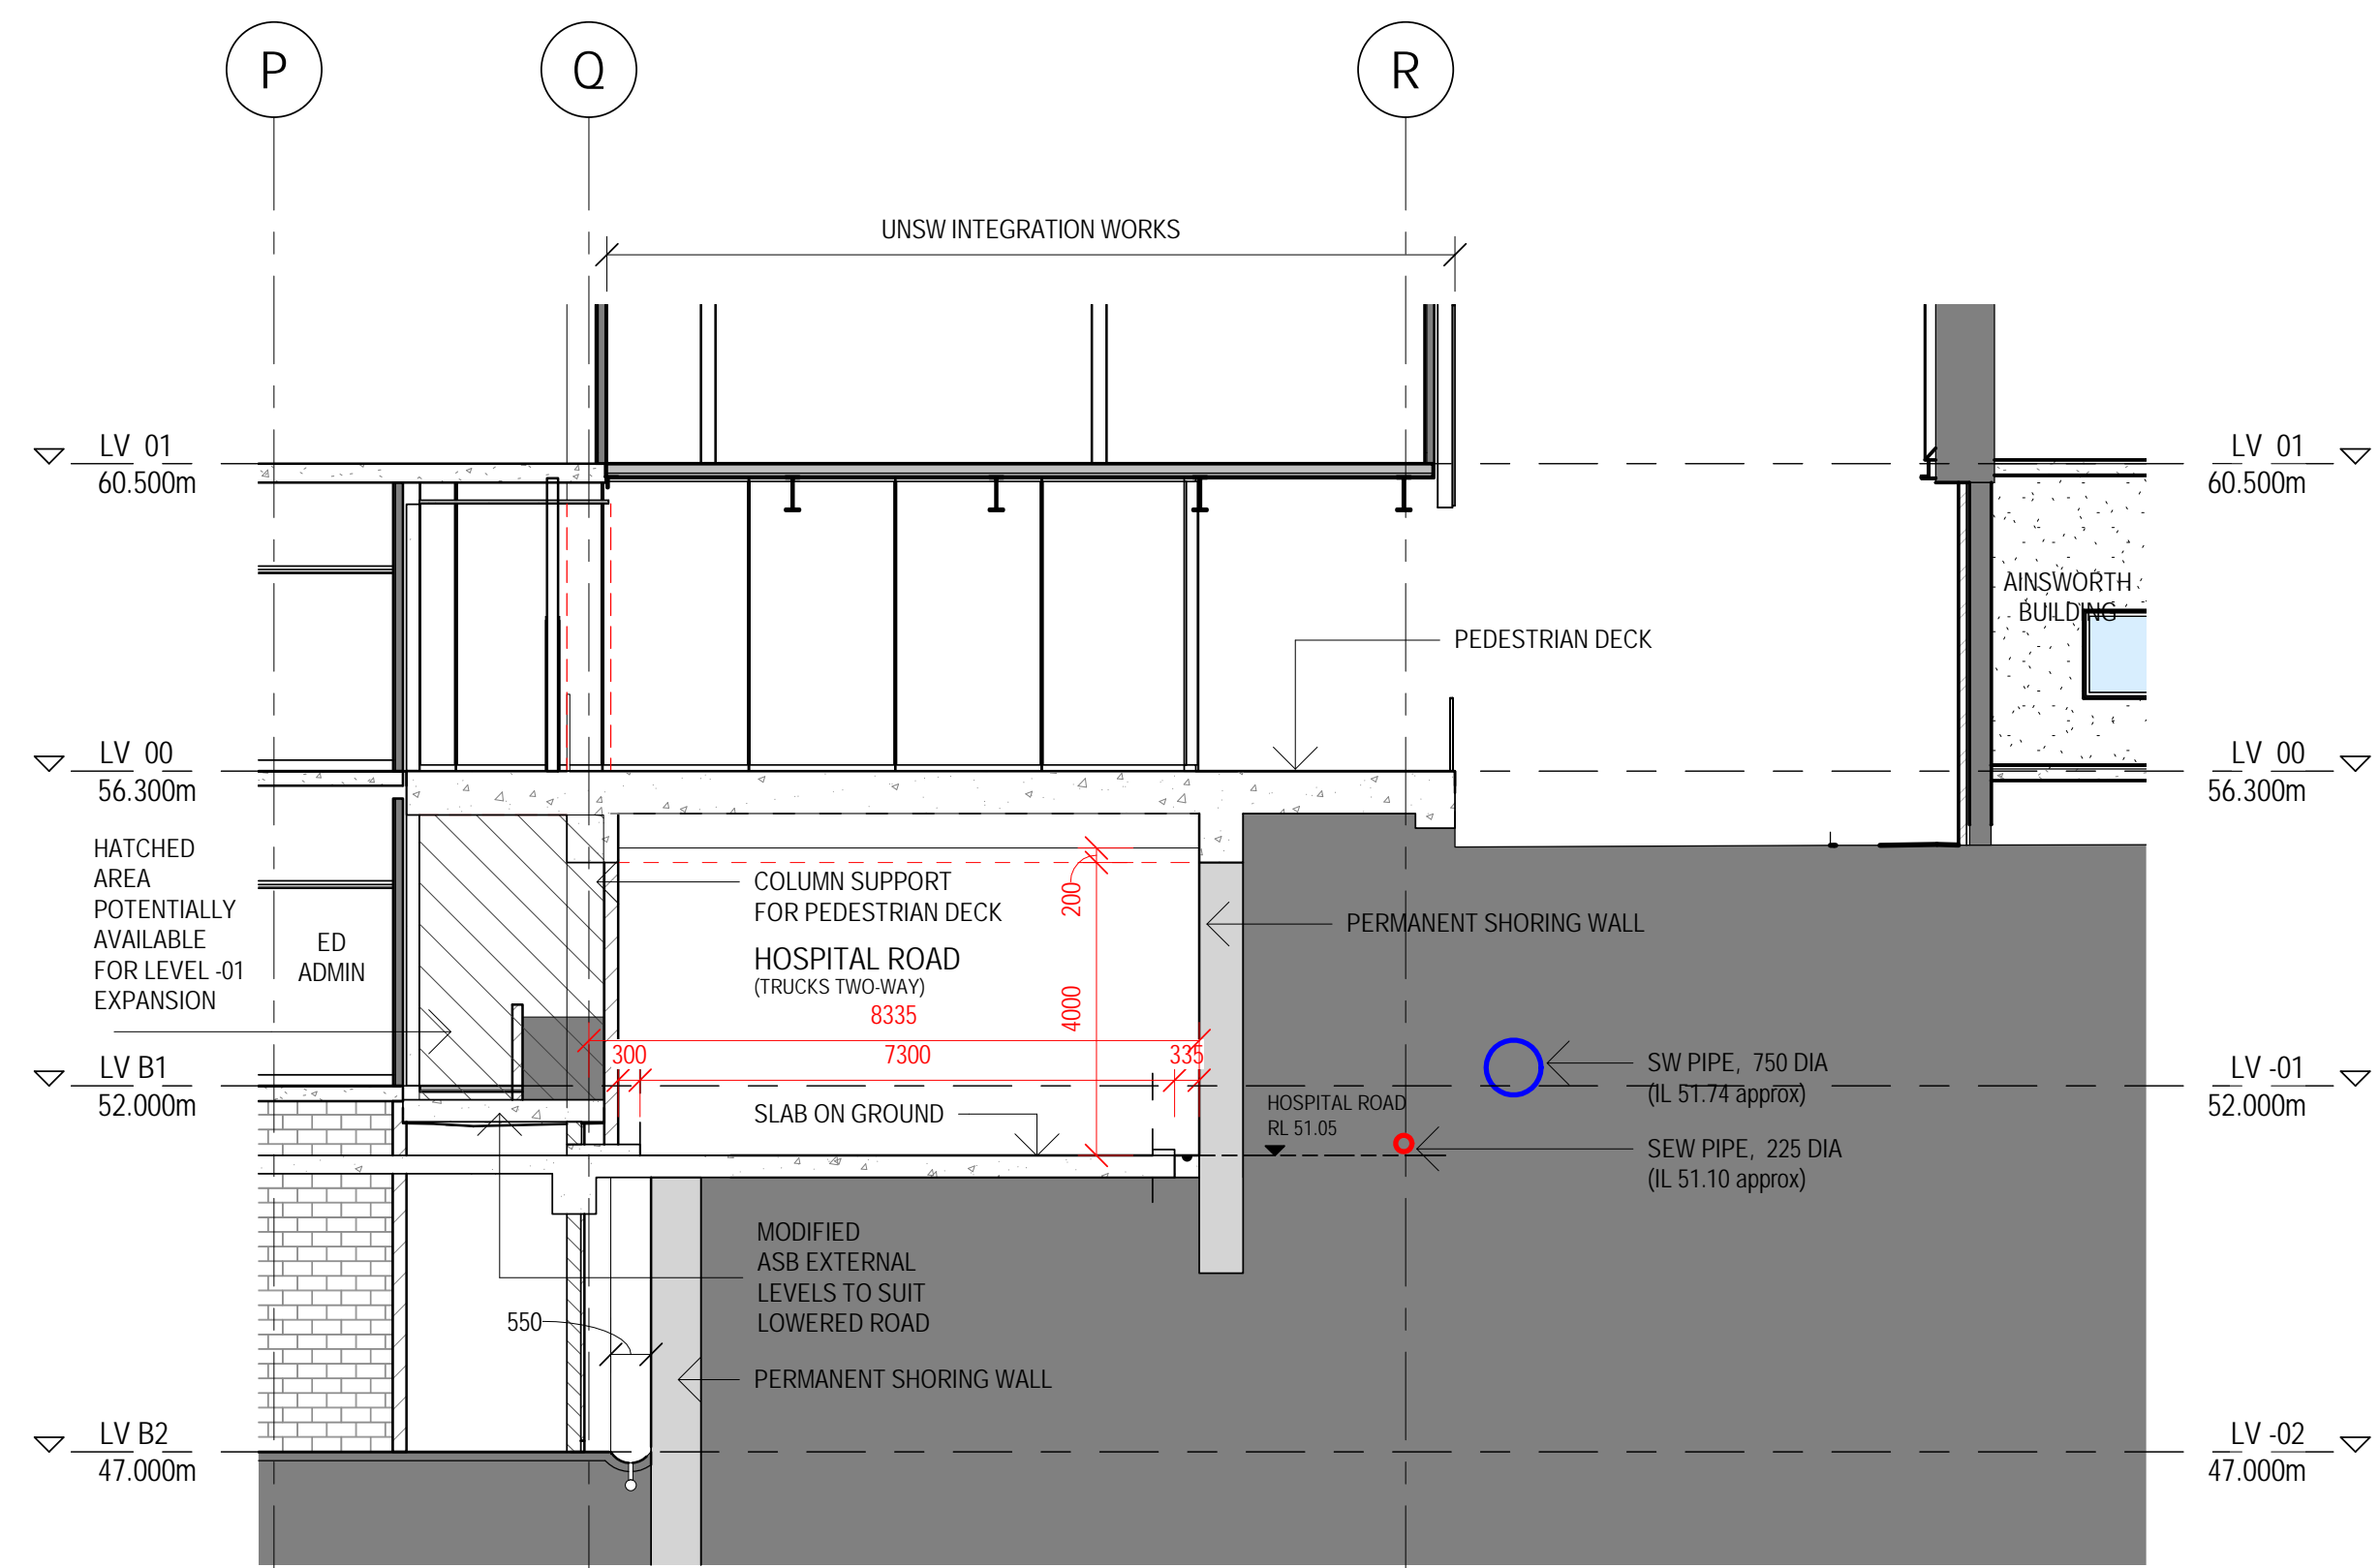 P
Q
R
UNSW INTEGRATION WORKS
LV 01
60.500m
LV 01
60.500m
AINSWORTH
BUILDING
PEDESTRIAN DECK
LV 00
56.300m
LV 00
56.300m
HATCHED
AREA
POTENTIALLY
AVAILABLE
FOR LEVEL -01
EXPANSION
ED
ADMIN
COLUMN SUPPORT
FOR PEDESTRIAN DECK
HOSPITAL ROAD
(TRUCKS TWO-WAY)
200
4000
8335
300
7300
335
PERMANENT SHORING WALL
LV B1
52.000m
SLAB ON GROUND
HOSPITAL ROAD
RL 51.05
SW PIPE, 750 DIA
(IL 51.74 approx)
SEW PIPE, 225 DIA
(IL 51.10 approx)
LV -01
52.000m
MODIFIED
ASB EXTERNAL
LEVELS TO SUIT
LOWERED ROAD
550
PERMANENT SHORING WALL
LV B2
47.000m
LV -02
47.000m